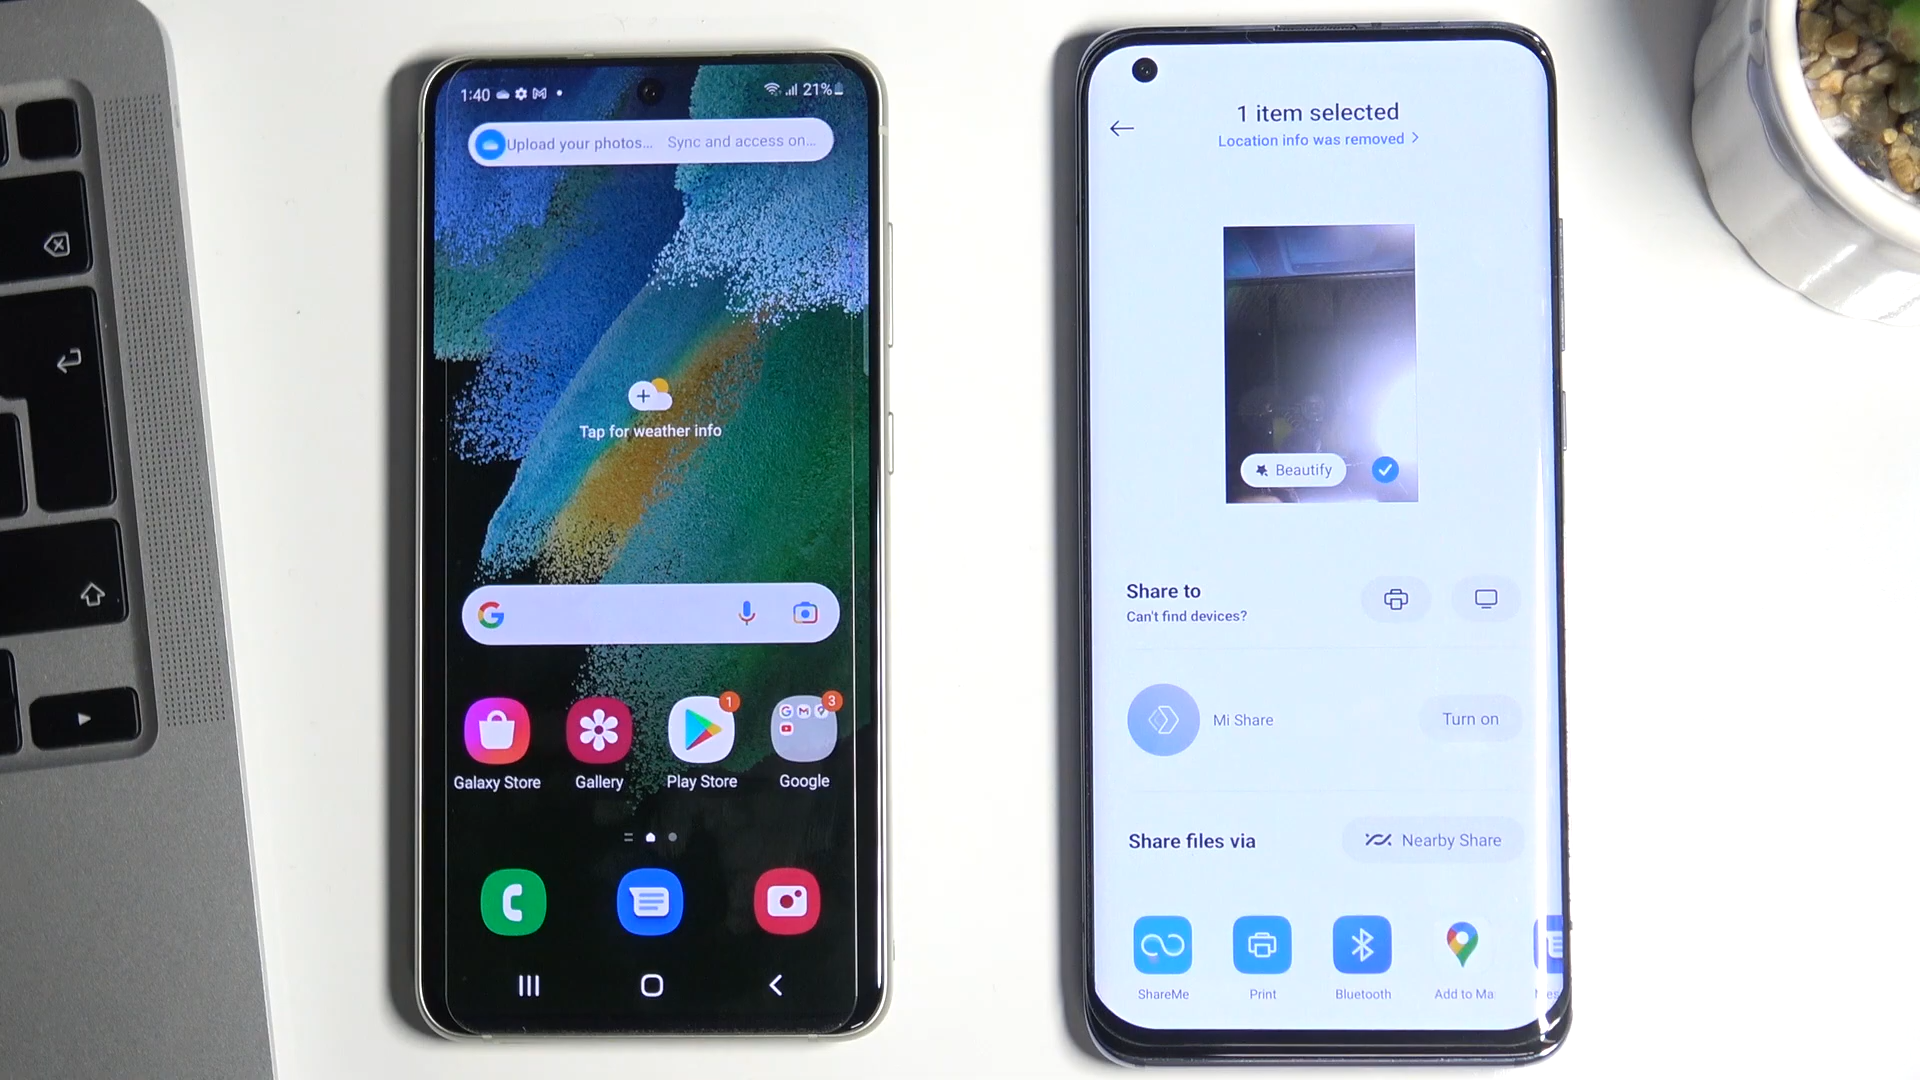 1:40
21%
Upload your photos... Sync and access on...
Tap for weather info
1
3
Galaxy Store
Gallery
Play Store
Google
1 item selected
Location info was removed
Beautify
Share to
Can't find devices?
Mi Share
Turn on
Share files via
Nearby Share
ShareMe
Print
Bluetooth
Add to Ma